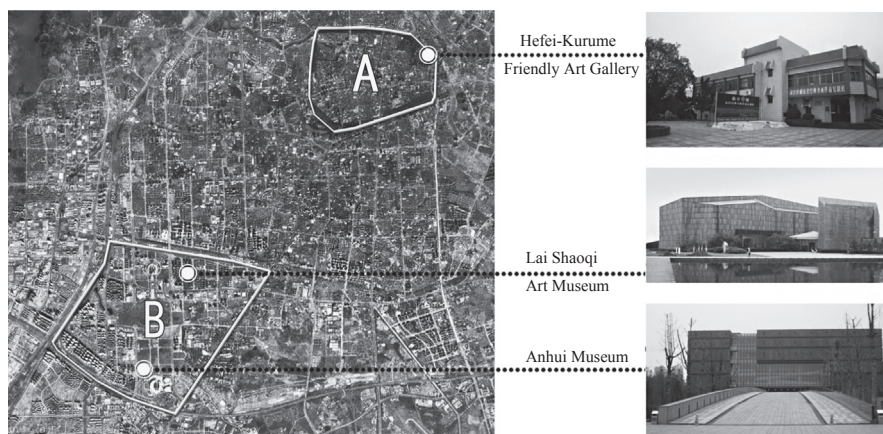 A
B
Hefei-Kurume
Friendly Art Gallery
Lai Shaoqi
Art Museum
Anhui Museum